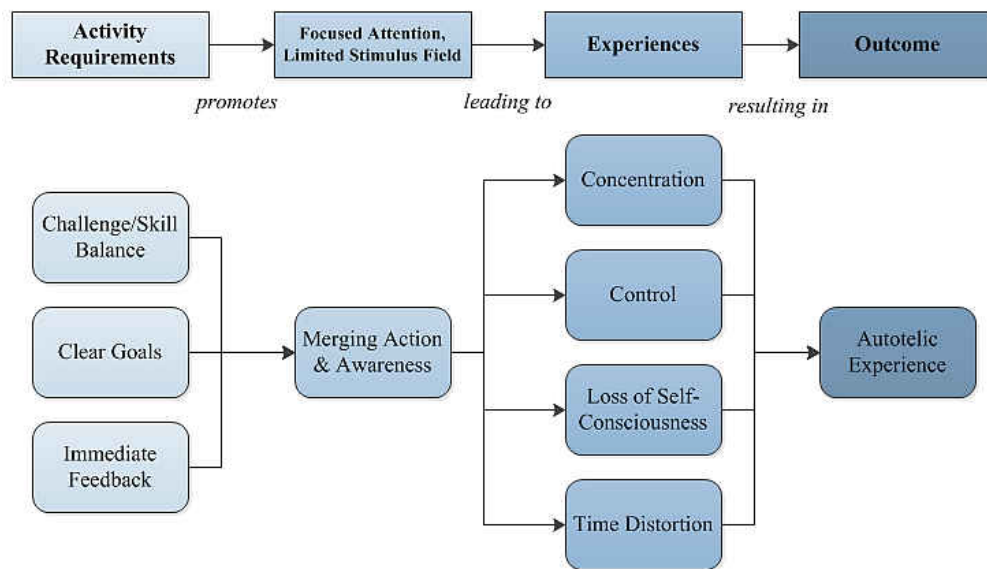 Activity
Requirements
Focused Attention,
Limited Stimulus Field
Experiences
Outcome
promotes
leading to
resulting in
Challenge/Skill
Balance
Clear Goals
Immediate
Feedback
Merging Action
& Awareness
Concentration
Control
Loss of Self-
Consciousness
Time Distortion
Autotelic
Experience